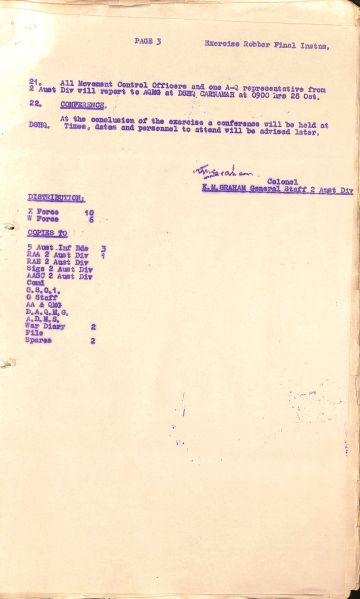 PAGE 3
Exercise Robber Final Instns.
21. All Movement Control Officers and one A-Q representative from
2 Aust Div will report to AQMG at DGHQ CARNAMAH at 0900 hrs 28 Oct.
22. CONFERENCE.
At the conclusion of the exercise a conference will be held at
DGHQ. Times, dates and personnel to attend will be advised later.
Colonel
K.M.GRAHAM General Staff 2 Aust Div
DISTRIBUTION:
X Force 10
W Force 6
COPIES TO
5 Aust Inf Bde 3
RAA 2 Aust Div 1
RAE 2 Aust Div
Sigs 2 Aust Div
AASC 2 Aust Div
Comd
G.S.O.1.
G Staff
AA & QMG
D.A.Q.M.G.
A.D.M.S.
War Diary 2
File
Spares 2